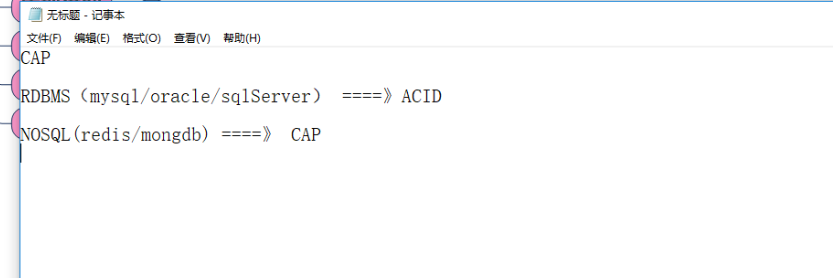 无标题 - 记事本
文件(F) 编辑(E) 格式(O) 查看(V) 帮助(H)
CAP
RDBMS（mysql/oracle/sqlServer） ====》ACID
NOSQL(redis/mongdb) ====》 CAP